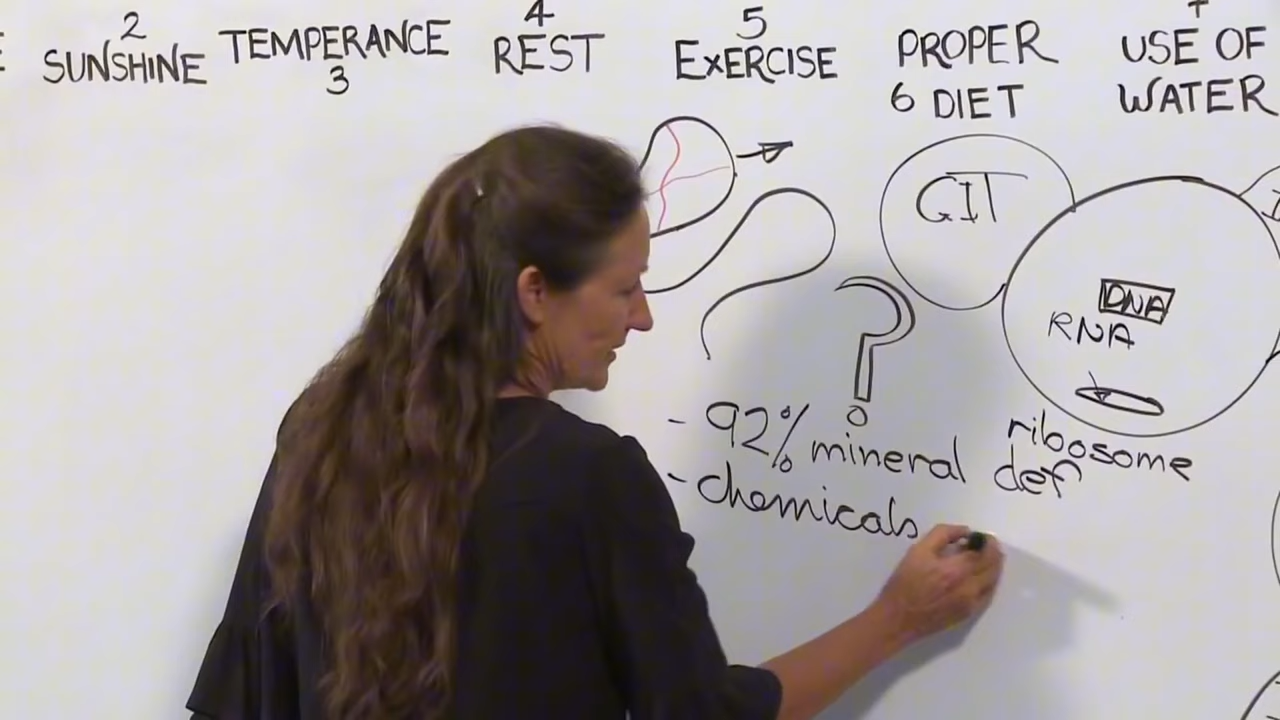 2
SUNSHINE
TEMPERANCE
3
4
REST
5
EXERCISE
PROPER
6 DIET
USE OF
WATER
GIT
DNA
RNA
ribosome
- 92% mineral def
- chemicals